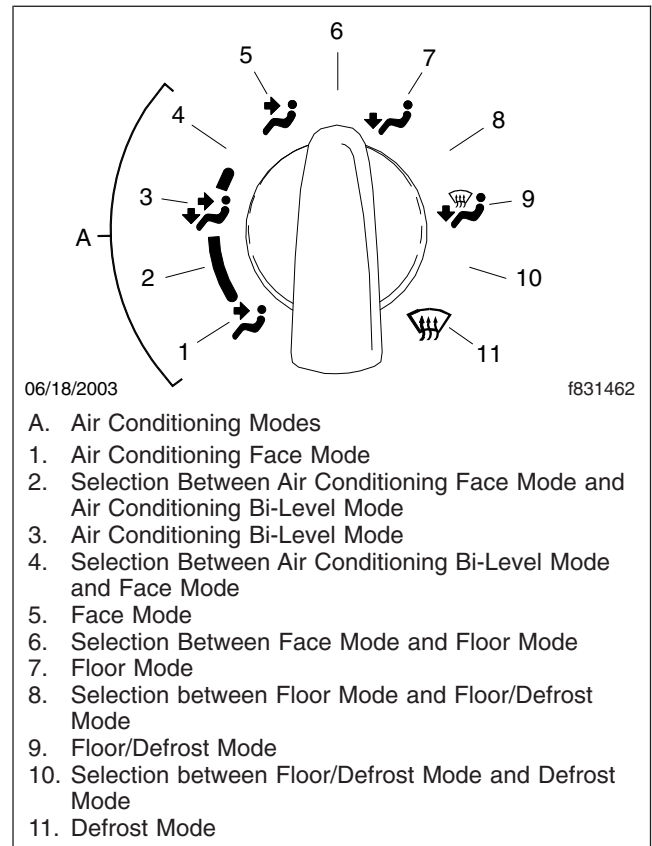 6
5
7
4
8
3
9
A
2
10
1
11
06/18/2003
f831462
A. Air Conditioning Modes
1. Air Conditioning Face Mode
2. Selection Between Air Conditioning Face Mode and
Air Conditioning Bi-Level Mode
3. Air Conditioning Bi-Level Mode
4. Selection Between Air Conditioning Bi-Level Mode
and Face Mode
5. Face Mode
6. Selection Between Face Mode and Floor Mode
7. Floor Mode
8. Selection between Floor Mode and Floor/Defrost
Mode
9. Floor/Defrost Mode
10. Selection between Floor/Defrost Mode and Defrost
Mode
11. Defrost Mode